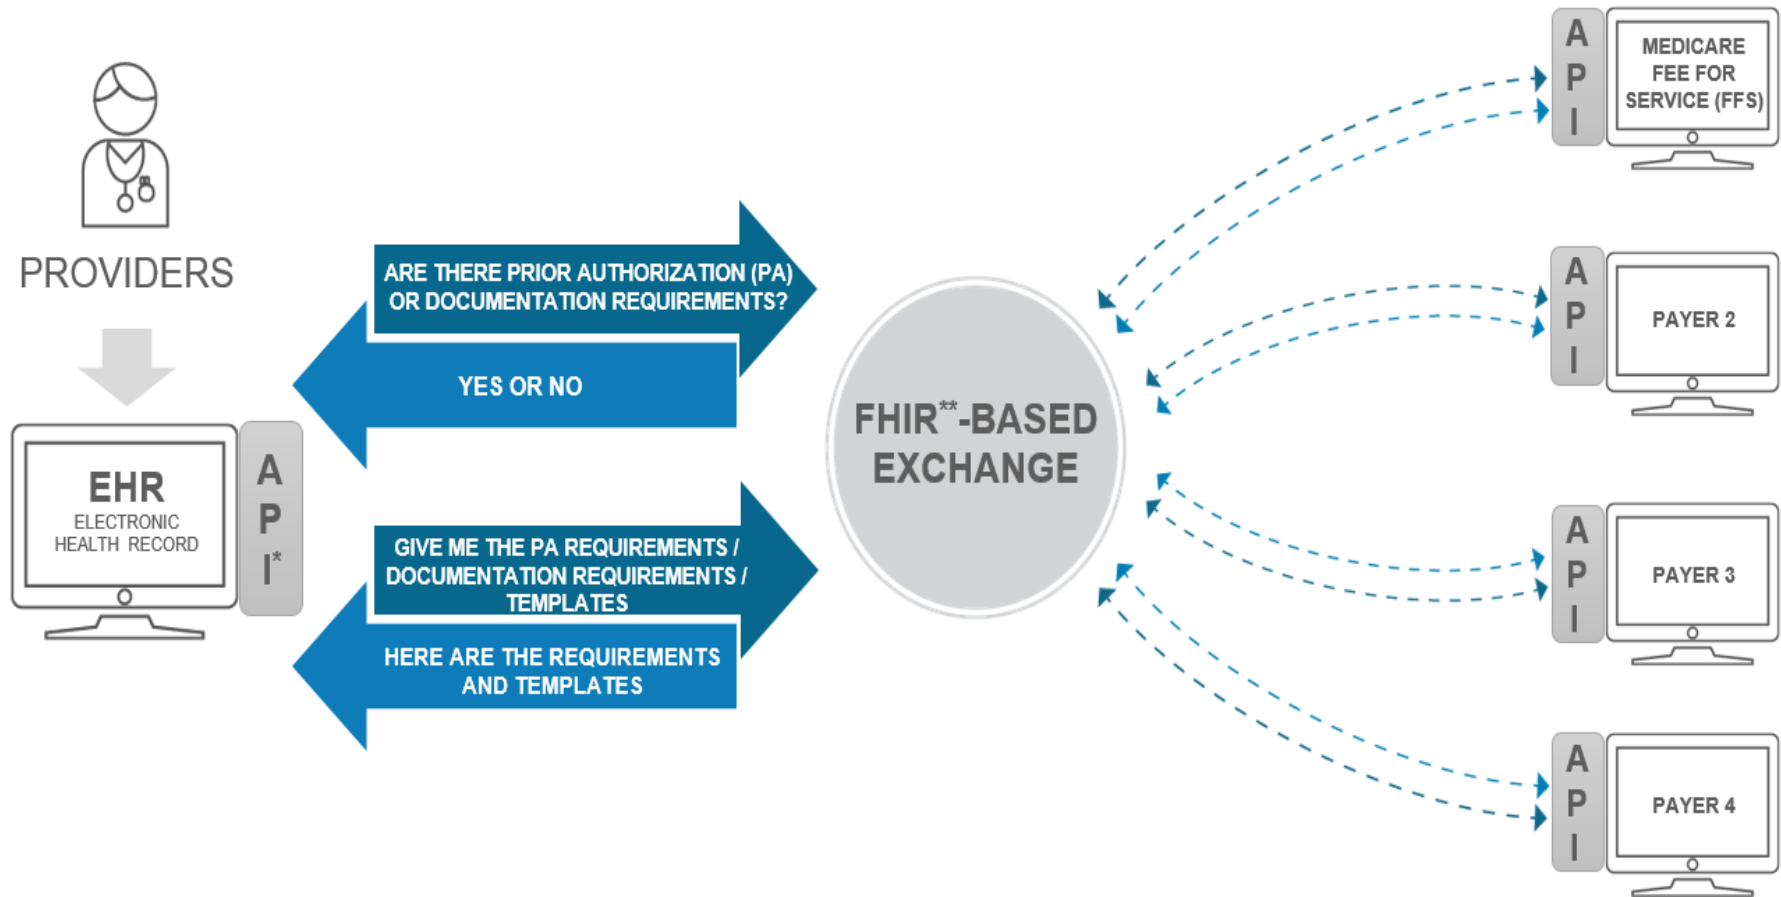 PROVIDERS
EHR
ELECTRONIC
HEALTH RECORD
A
P
I*
ARE THERE PRIOR AUTHORIZATION (PA)
OR DOCUMENTATION REQUIREMENTS?
YES OR NO
GIVE ME THE PA REQUIREMENTS /
DOCUMENTATION REQUIREMENTS /
TEMPLATES
HERE ARE THE REQUIREMENTS
AND TEMPLATES
FHIR**-BASED
EXCHANGE
A
P
I
MEDICARE
FEE FOR
SERVICE (FFS)
A
P
I
PAYER 2
A
P
I
PAYER 3
A
P
I
PAYER 4